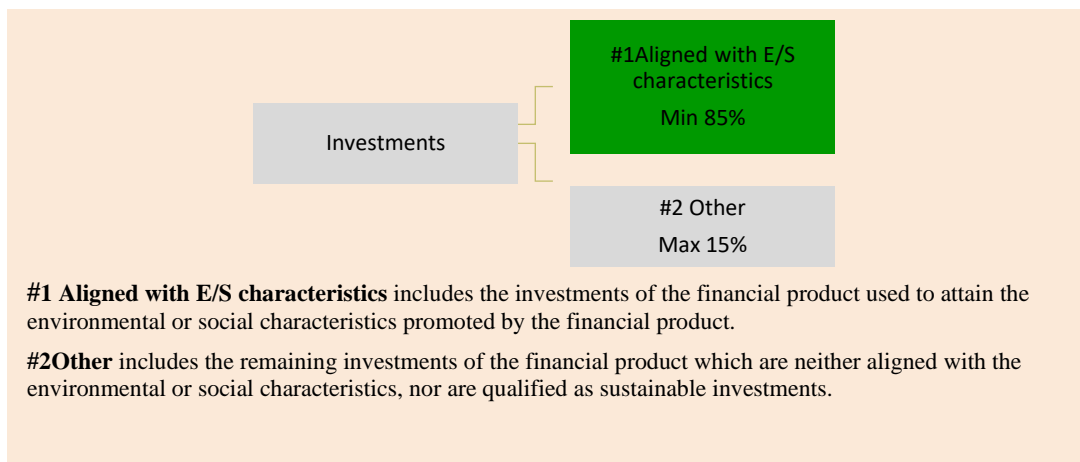 #1Aligned with E/S
characteristics
Min 85%
Investments
#2 Other
Max 15%
#1 Aligned with E/S characteristics includes the investments of the financial product used to attain the
environmental or social characteristics promoted by the financial product.
#2Other includes the remaining investments of the financial product which are neither aligned with the
environmental or social characteristics, nor are qualified as sustainable investments.